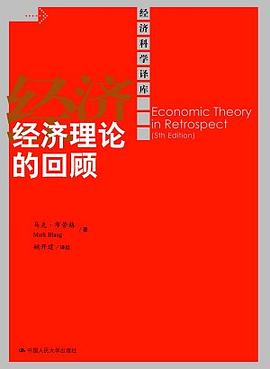 经济科学译库
经济
Economic Theory
in Retrospect
(5th Edition)
经济理论
的回顾
马克·布劳格
Mark Blaug
/著
姚开建/译校
中国人民大学出版社